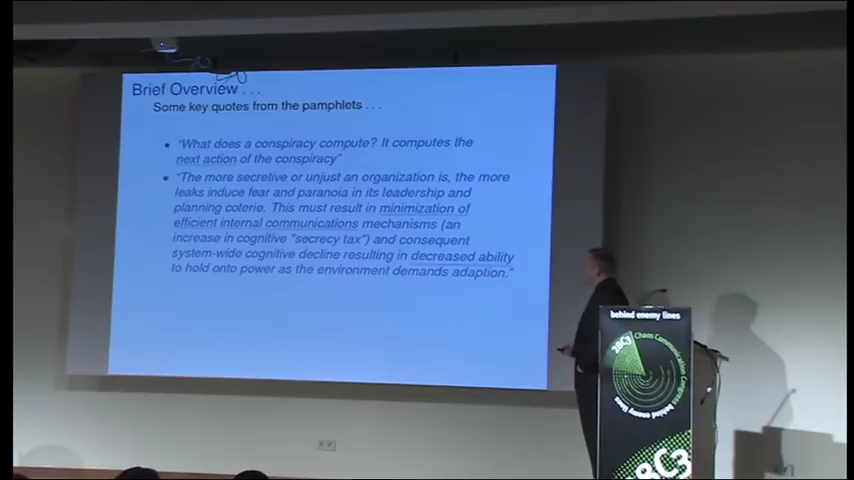 Brief Overview . . .
Some key quotes from the pamphlets . . .
• "What does a conspiracy compute? It computes the
next action of the conspiracy"
• "The more secretive or unjust an organization is, the more
leaks induce fear and paranoia in its leadership and
planning coterie. This must result in minimization of
efficient internal communications mechanisms (an
increase in cognitive "secrecy tax") and consequent
system-wide cognitive decline resulting in decreased ability
to hold onto power as the environment demands adaption."
behind enemy lines
28C3
Chaos Communication Congress
behind enemy lines
8C3